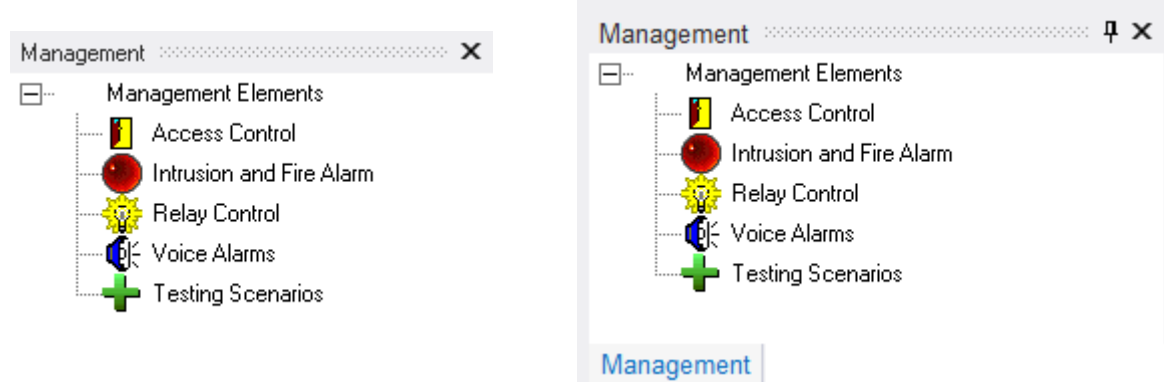 Management
Management Elements
Access Control
Intrusion and Fire Alarm
Relay Control
Voice Alarms
Testing Scenarios
Management
Management Elements
Access Control
Intrusion and Fire Alarm
Relay Control
Voice Alarms
Testing Scenarios
Management